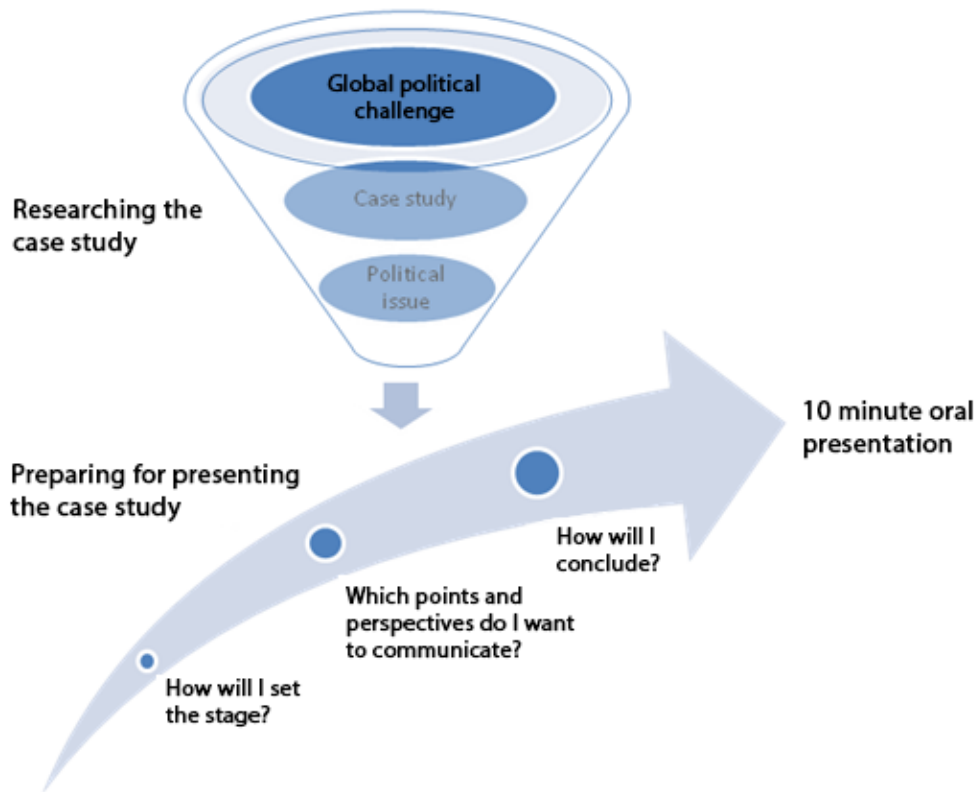 Global political
challenge
Case study
Researching the
case study
Political
issue
10 minute oral
presentation
Preparing for presenting
the case study
How will I
conclude?
Which points and
perspectives do I want
to communicate?
How will I set
the stage?